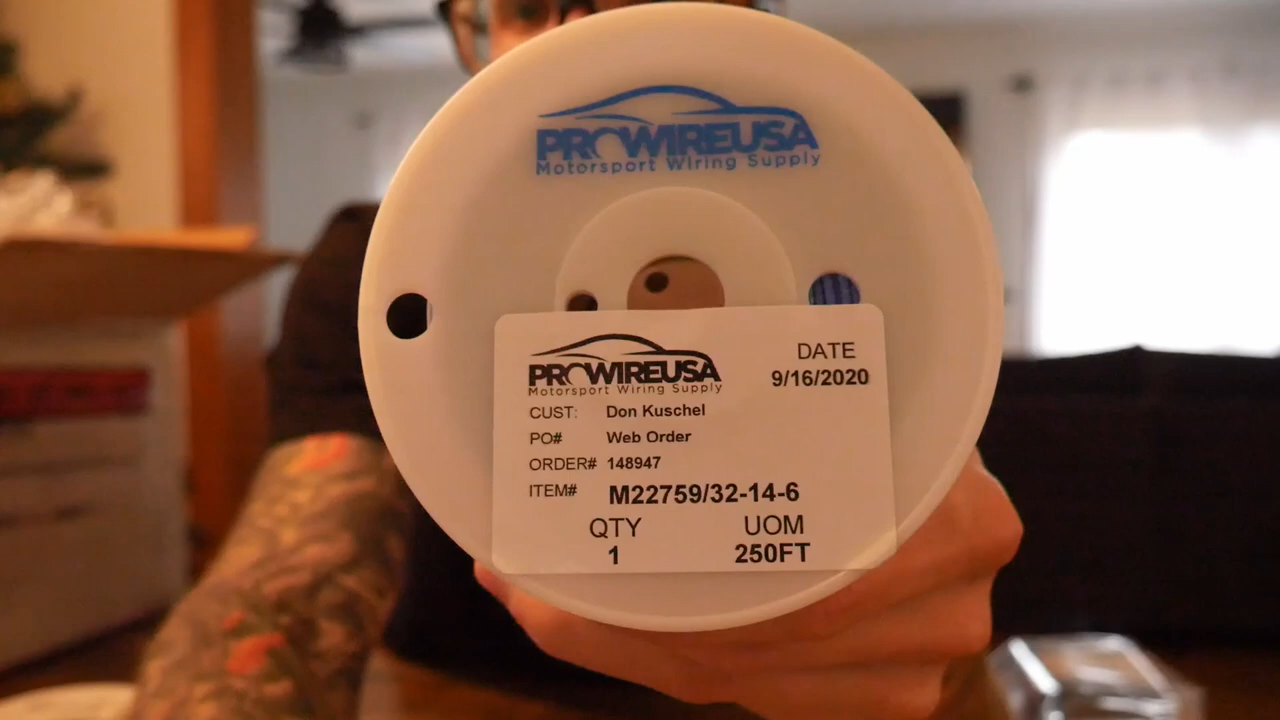 PROWIREUSA
Motorsport Wiring Supply
PROWIREUSA
Motorsport Wiring Supply
DATE
9/16/2020
CUST: Don Kuschel
PO# Web Order
ORDER# 148947
ITEM# M22759/32-14-6
QTY UOM
1 250FT